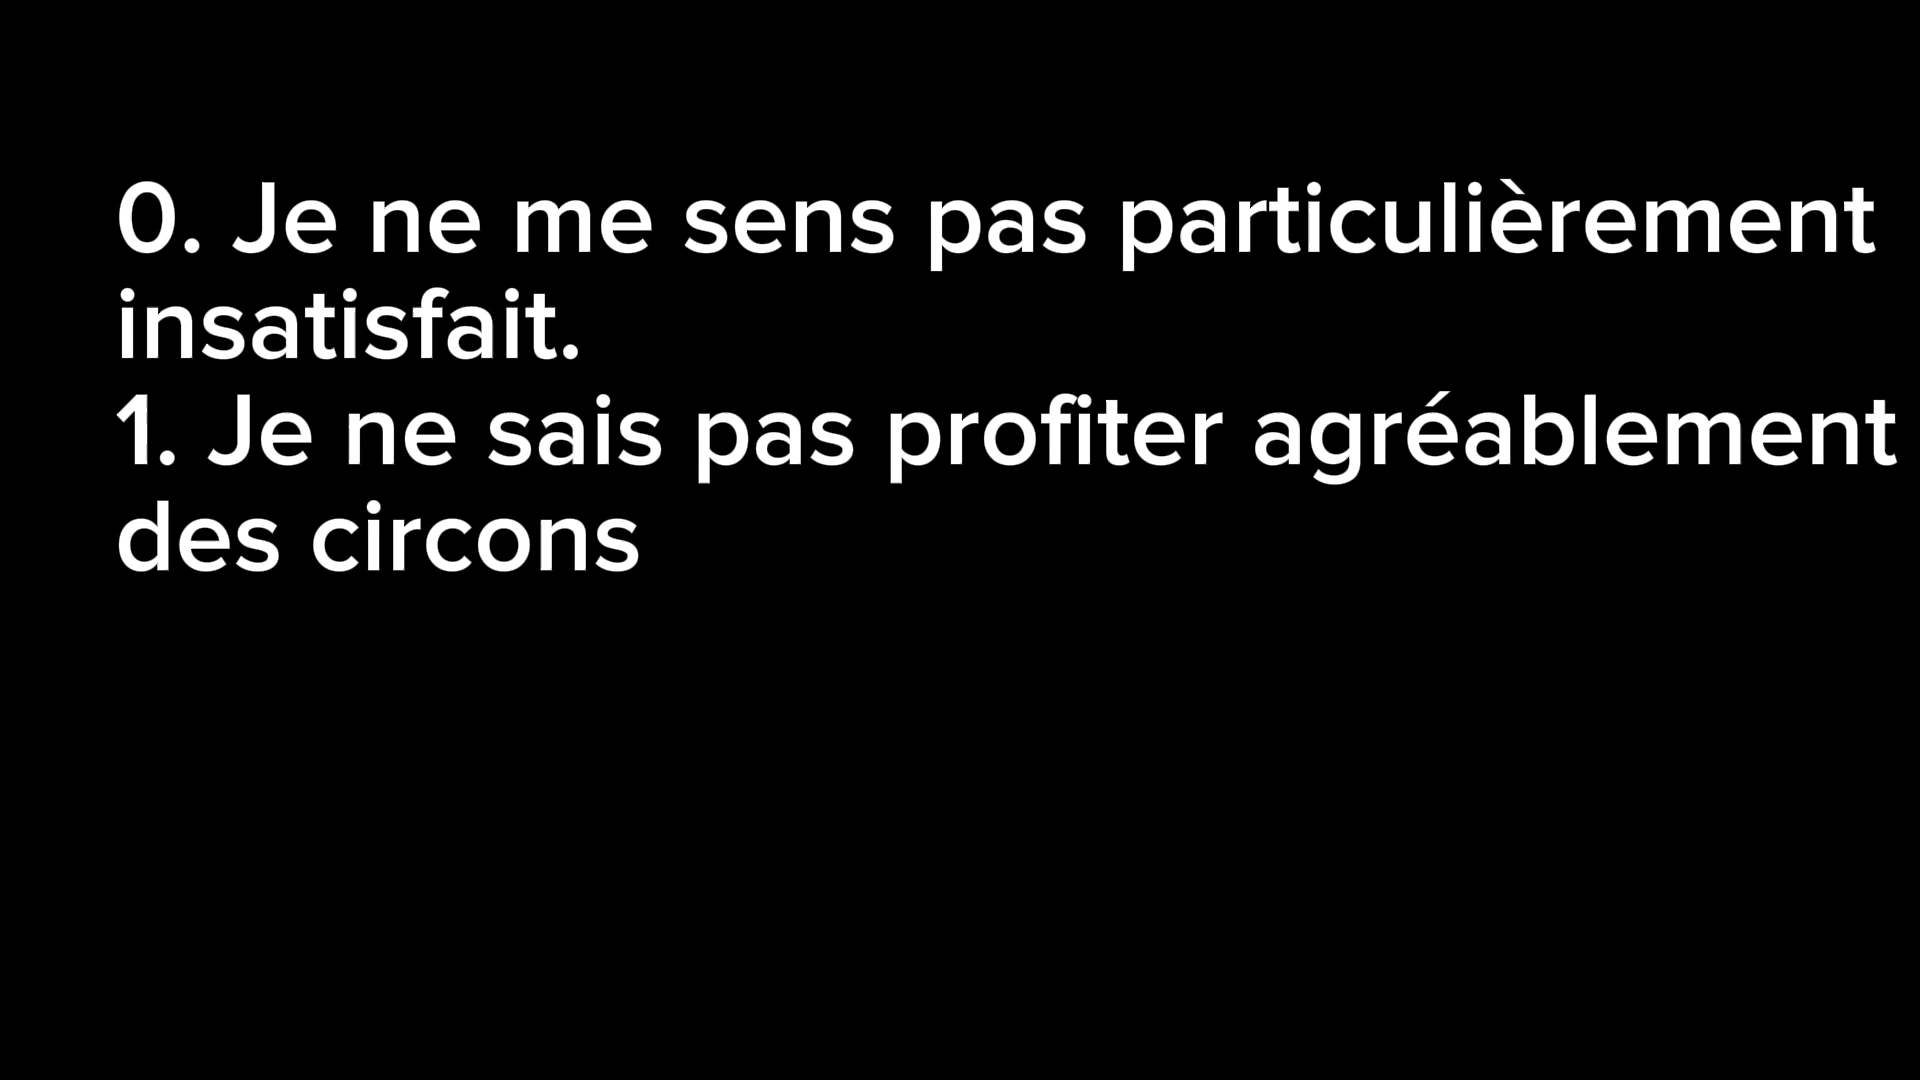 0. Je ne me sens pas particulièrement
insatisfait.
1. Je ne sais pas profiter agréablement
des circons